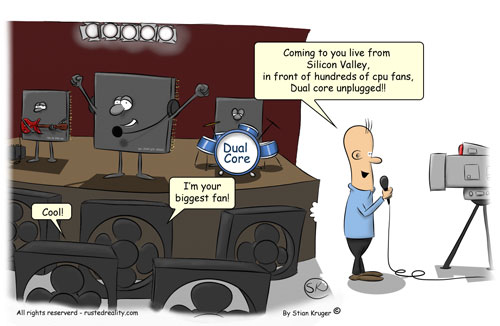 Coming to you live from
Silicon Valley,
in front of hundreds of cpu fans,
Dual core unplugged!!
Dual
Core
I'm your
biggest fan!
Cool!
SK
All rights reserverd - rustedreality.com
By Stian Kruger ©